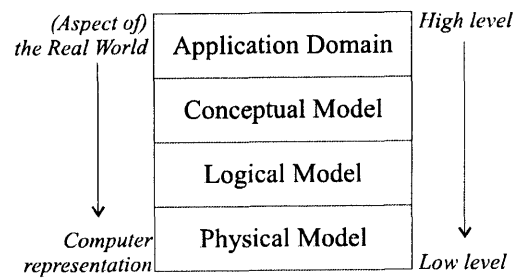 (Aspect of)
the Real World
Application Domain
High level
Conceptual Model
Logical Model
Physical Model
Computer
representation
Low level